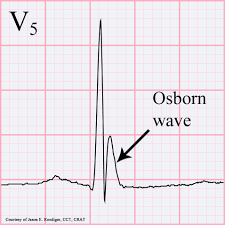 V5
Osborn
wave
Courtesy of Jason E. Roediger, CCT, CRAT